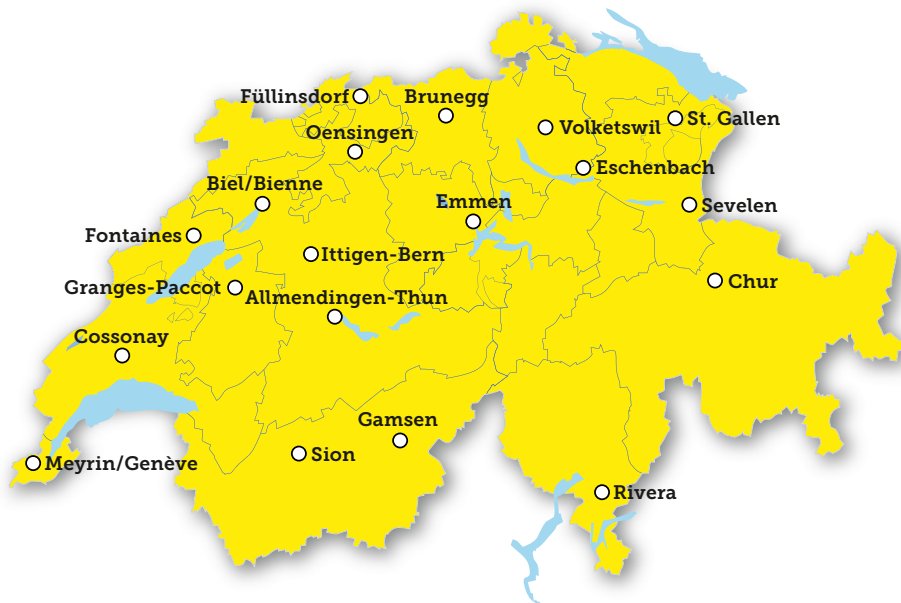 Füllinsdorf
Brunegg
Oensingen
Volketswil
St. Gallen
Eschenbach
Biel/Bienne
Emmen
Sevelen
Fontaines
Ittigen-Bern
Granges-Paccot
Allmendingen-Thun
Chur
Cossonay
Gamsen
Sion
Meyrin/Genève
Rivera